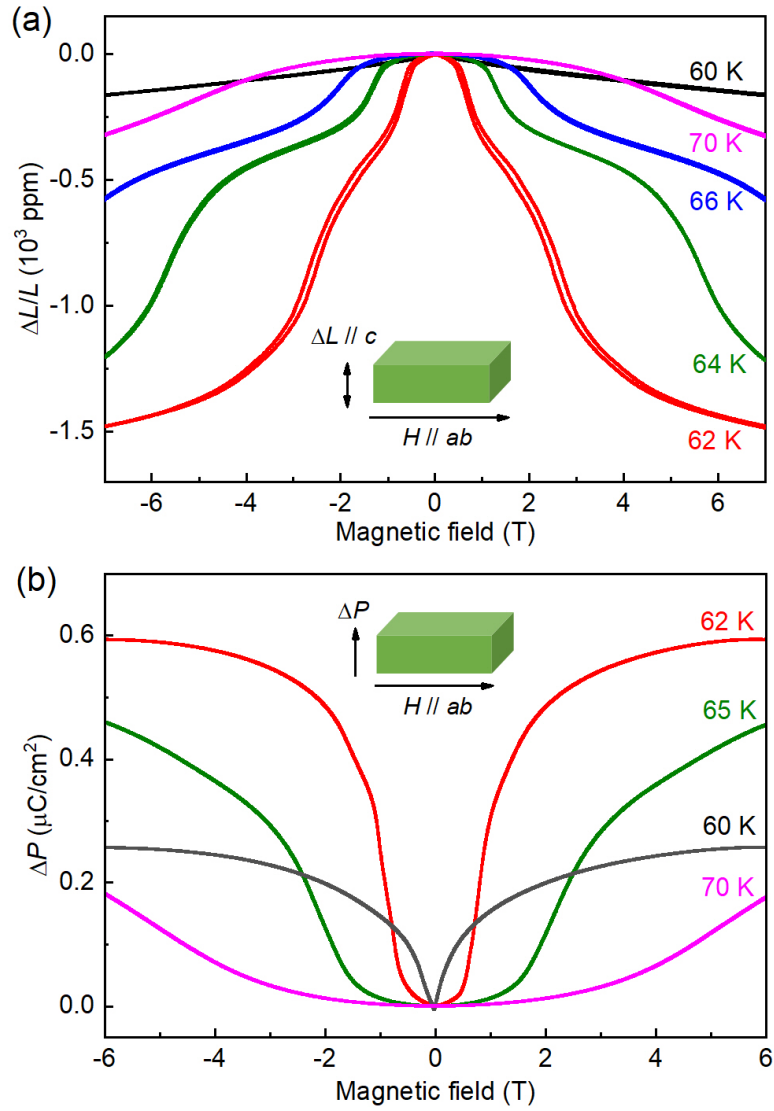 (a)
0.0
-0.5
-1.0
-1.5
ΔL/L (10³ ppm)
60 K
70 K
66 K
64 K
62 K
ΔL // c
H // ab
-6 -4 -2 0 2 4 6
Magnetic field (T)
(b)
0.6
0.4
0.2
0.0
ΔP (μC/cm²)
ΔP
H // ab
62 K
65 K
60 K
70 K
-6 -4 -2 0 2 4 6
Magnetic field (T)